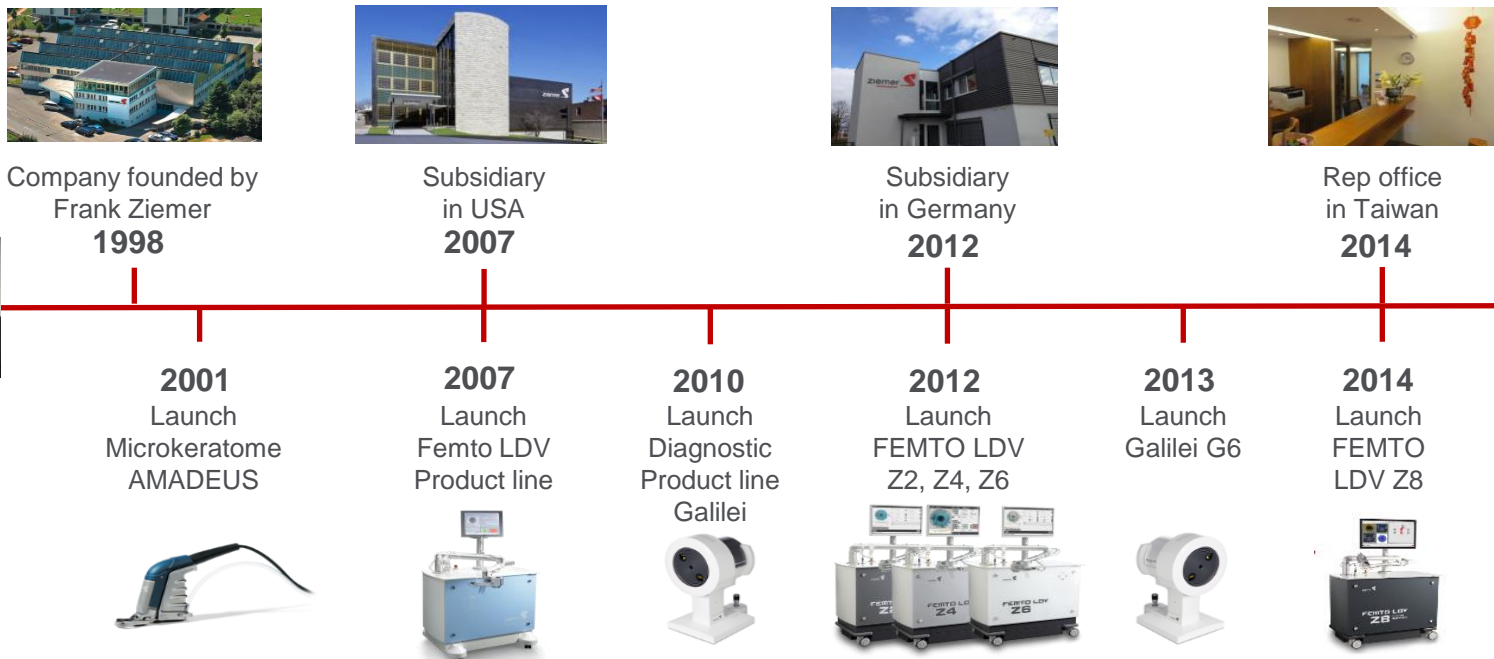 ziemer
ziemer
Company founded by
Frank Ziemer
1998
Subsidiary
in USA
2007
Subsidiary
in Germany
2012
Rep office
in Taiwan
2014
2001
Launch
Microkeratome
AMADEUS
2007
Launch
Femto LDV
Product line
2010
Launch
Diagnostic
Product line
Galilei
2012
Launch
FEMTO LDV
Z2, Z4, Z6
2013
Launch
Galilei G6
2014
Launch
FEMTO
LDV Z8
FEMTO LDV
Z4
FEMTO LDV
Z6
FEMTO LDV
Z8